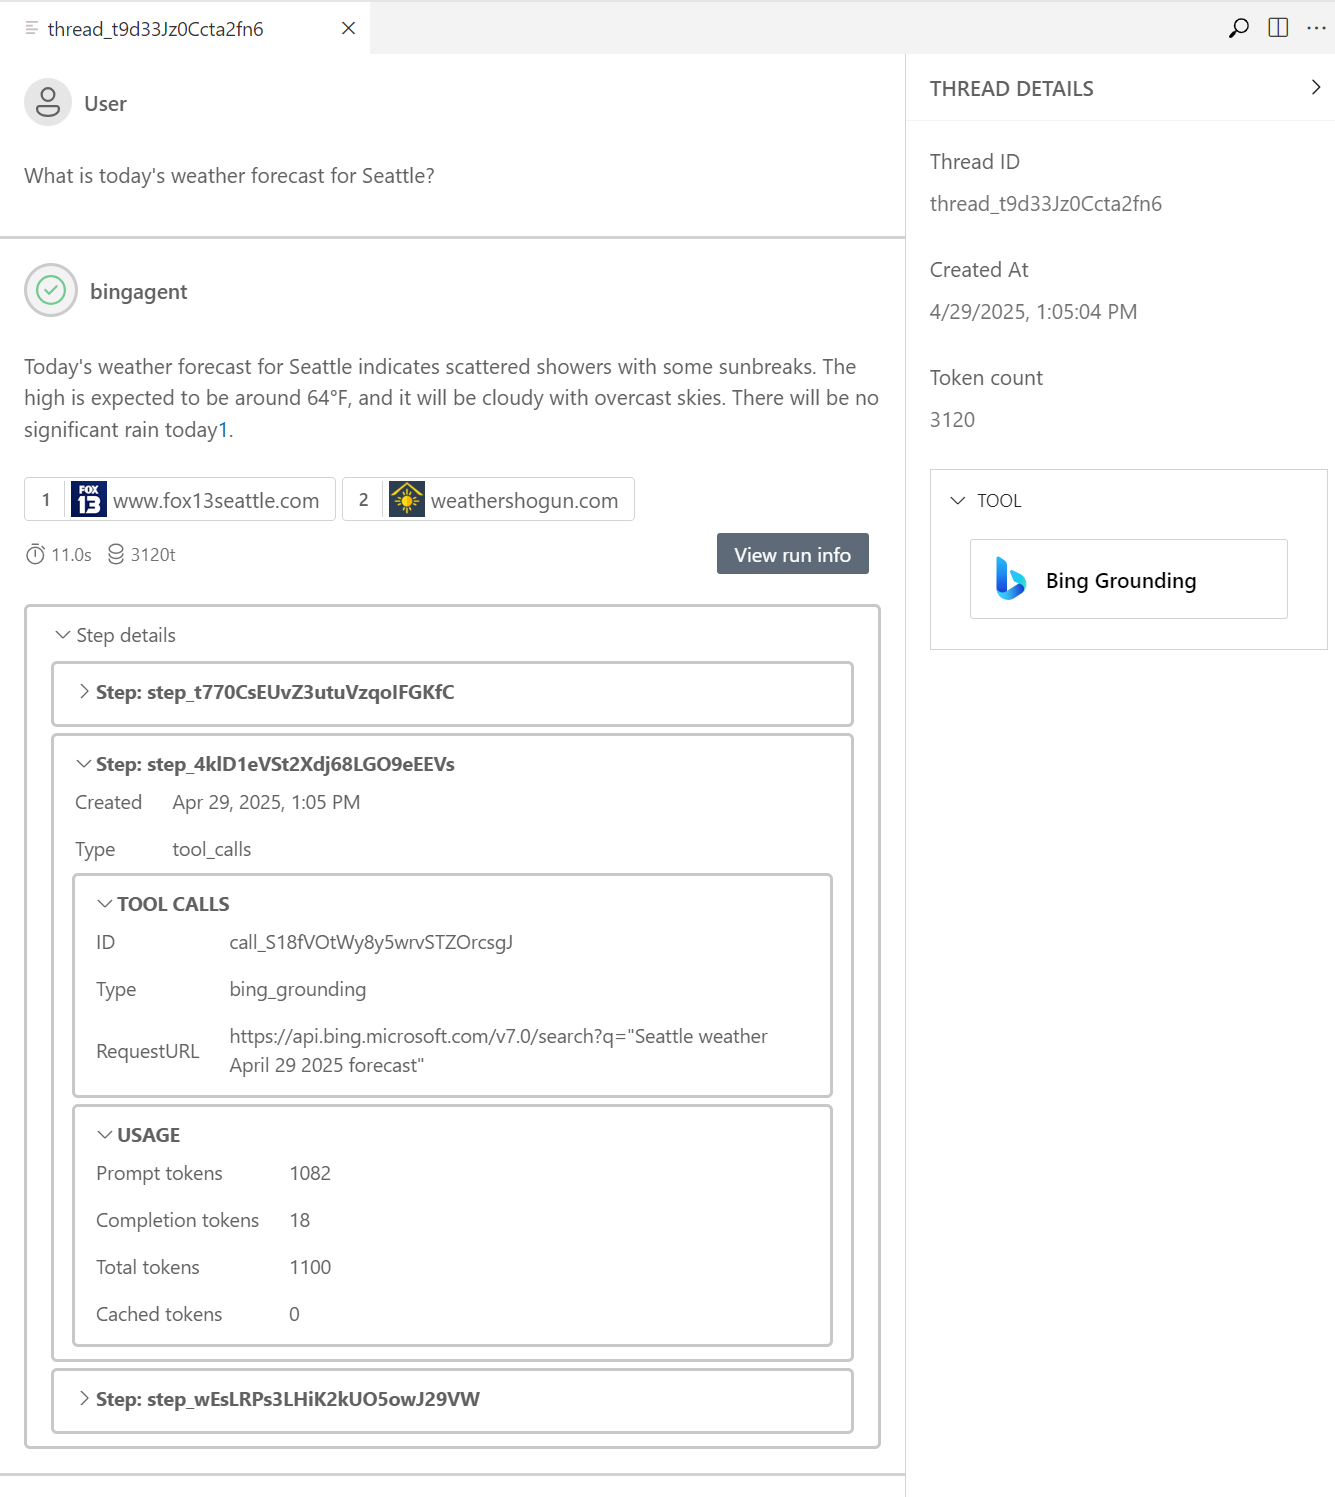 thread_t9d33Jz0Ccta2fn6
User
What is today's weather forecast for Seattle?
bingagent
Today's weather forecast for Seattle indicates scattered showers with some sunbreaks. The
high is expected to be around 64°F, and it will be cloudy with overcast skies. There will be no
significant rain today1.
1 FOX 13 www.fox13seattle.com 2 weathershogun.com
11.0s 3120t View run info
Step details
Step: step_t770CsEUvZ3utuVzqoIFGKfC
Step: step_4klD1eVSt2Xdj68LGO9eEEVs
Created Apr 29, 2025, 1:05 PM
Type tool_calls
TOOL CALLS
ID call_S18fVOtWy8y5wrvSTZOrcsgJ
Type bing_grounding
RequestURL https://api.bing.microsoft.com/v7.0/search?q="Seattle weather
April 29 2025 forecast"
USAGE
Prompt tokens 1082
Completion tokens 18
Total tokens 1100
Cached tokens 0
Step: step_wEsLRPs3LHiK2kUO5owJ29VW
THREAD DETAILS
Thread ID
thread_t9d33Jz0Ccta2fn6
Created At
4/29/2025, 1:05:04 PM
Token count
3120
TOOL
Bing Grounding